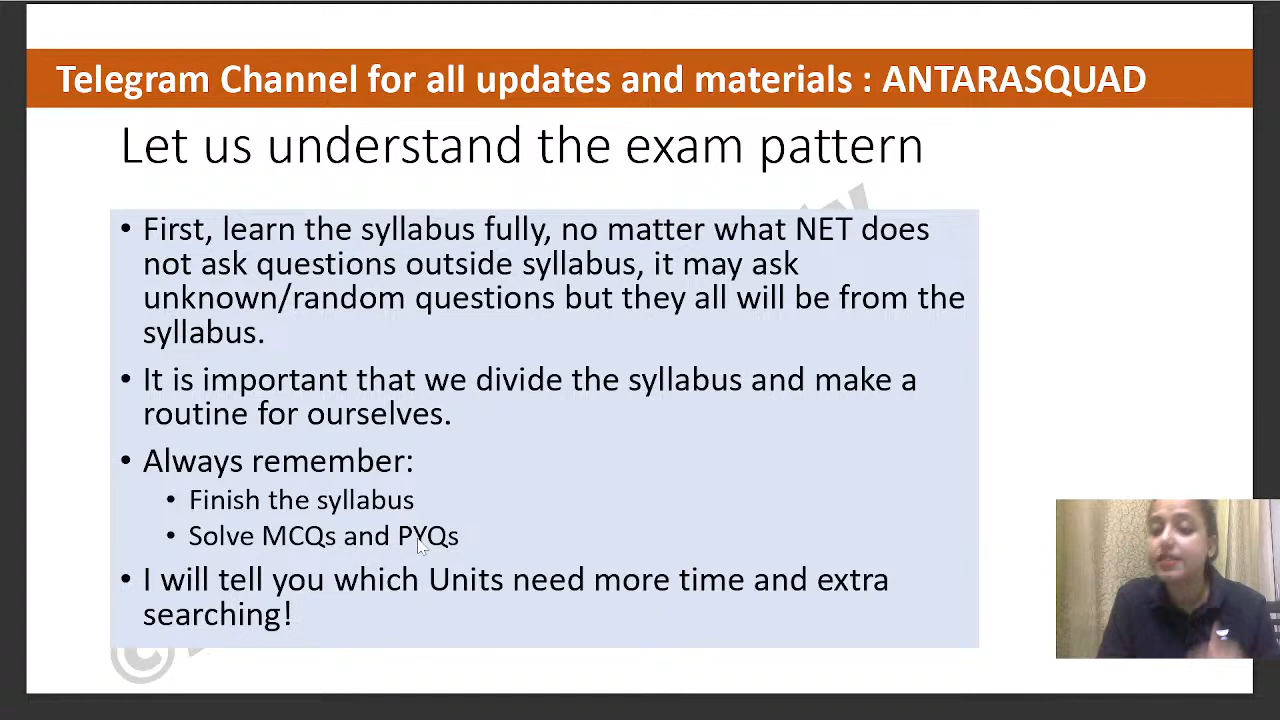 Telegram Channel for all updates and materials : ANTARASQUAD
Let us understand the exam pattern
• First, learn the syllabus fully, no matter what NET does
not ask questions outside syllabus, it may ask
unknown/random questions but they all will be from the
syllabus.
• It is important that we divide the syllabus and make a
routine for ourselves.
• Always remember:
• Finish the syllabus
• Solve MCQs and PYQs
• I will tell you which Units need more time and extra
searching!
©